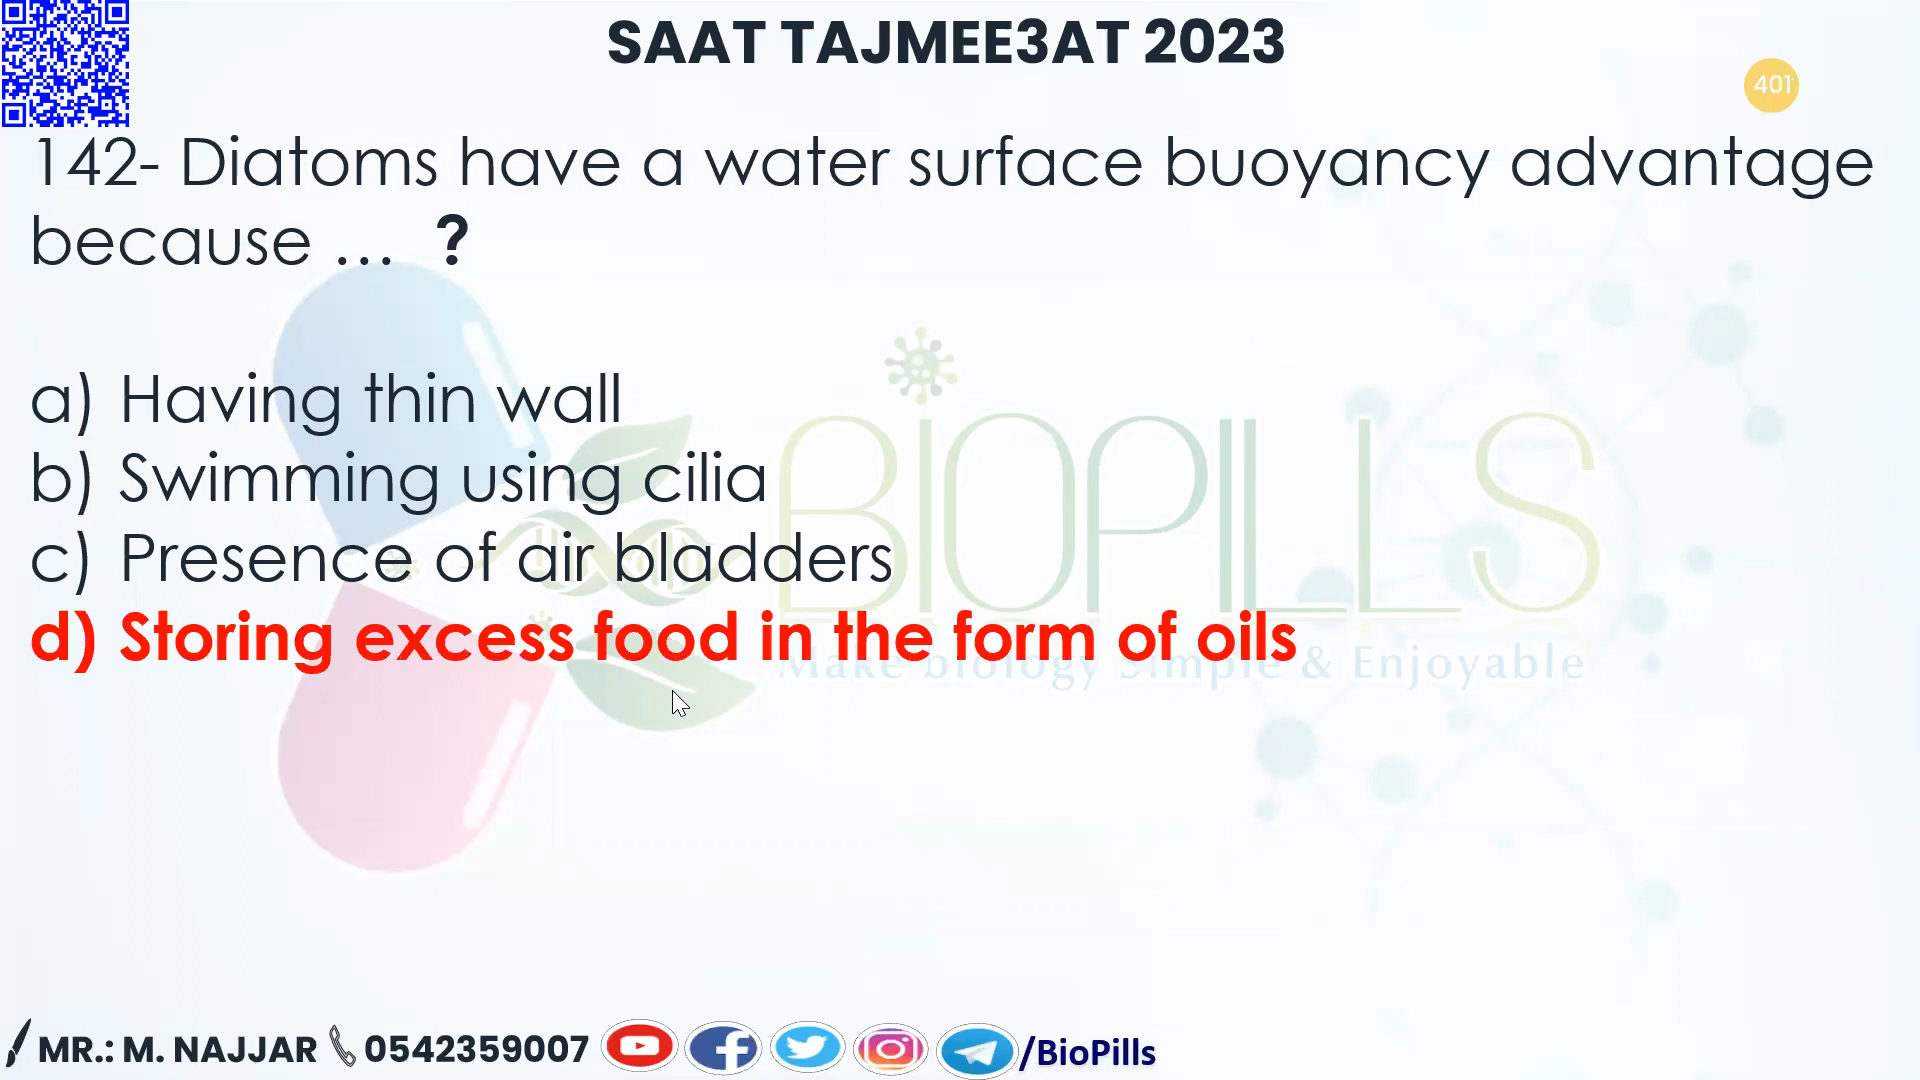 SAAT TAJMEE3AT 2023
401
142- Diatoms have a water surface buoyancy advantage
because ... ?
a) Having thin wall
b) Swimming using cilia
c) Presence of air bladders
d) Storing excess food in the form of oils
BIOPILLS
Make biology Simple & Enjoyable
MR.: M. NAJJAR 0542359007 /BioPills